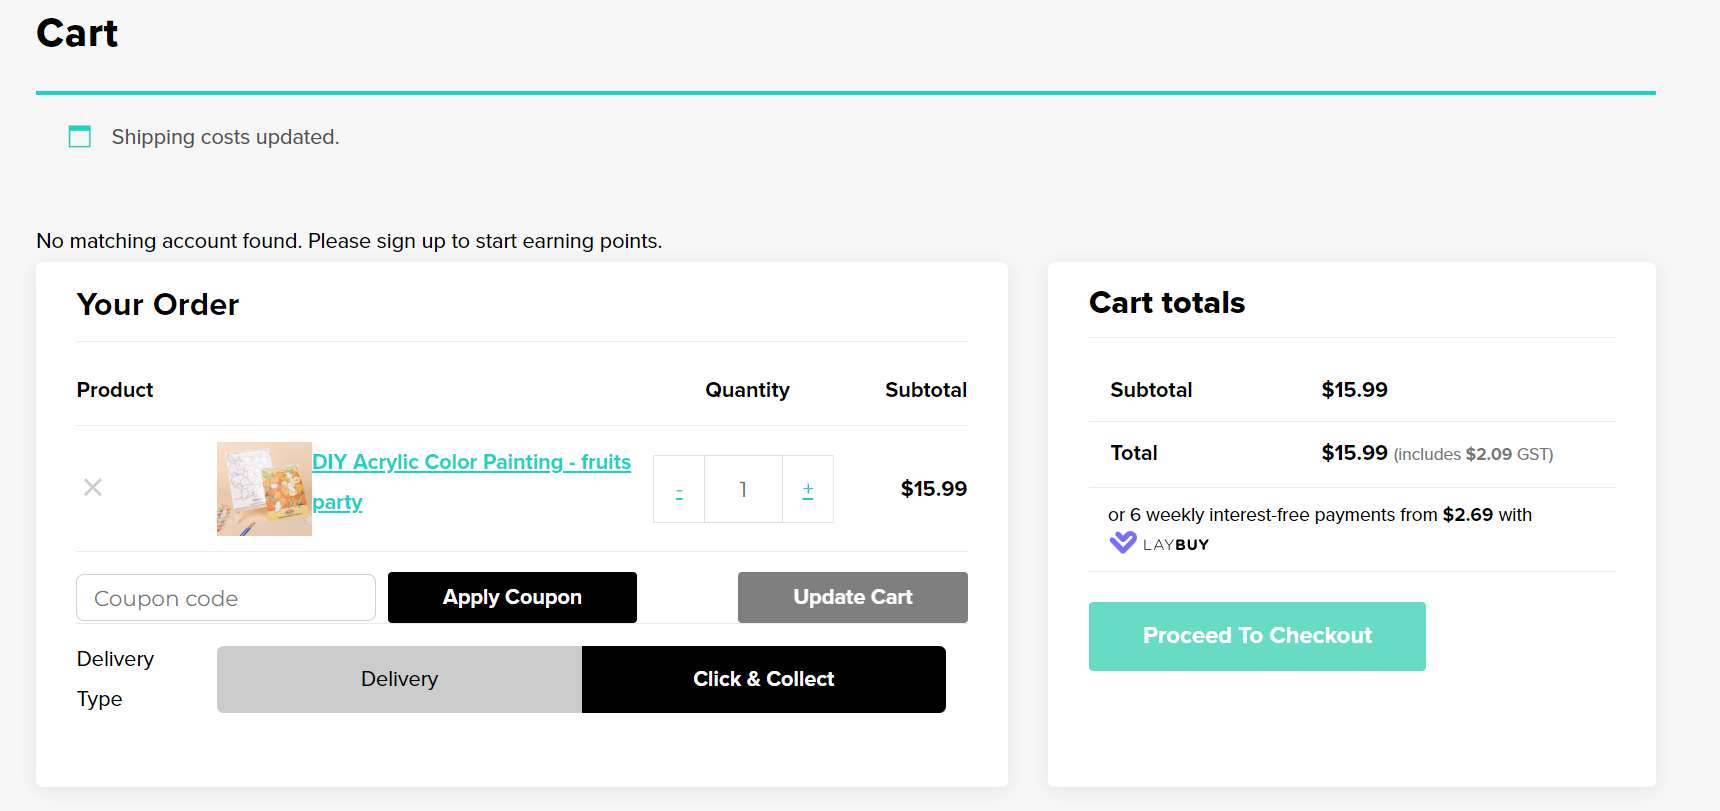 Cart
Shipping costs updated.
No matching account found. Please sign up to start earning points.
Your Order
Product Quantity Subtotal
DIY Acrylic Color Painting - fruits
party
- 1 +
$15.99
Coupon code Apply Coupon Update Cart
Delivery
Type
Delivery Click & Collect
Cart totals
Subtotal $15.99
Total $15.99 (includes $2.09 GST)
or 6 weekly interest-free payments from $2.69 with
LAYBUY
Proceed To Checkout